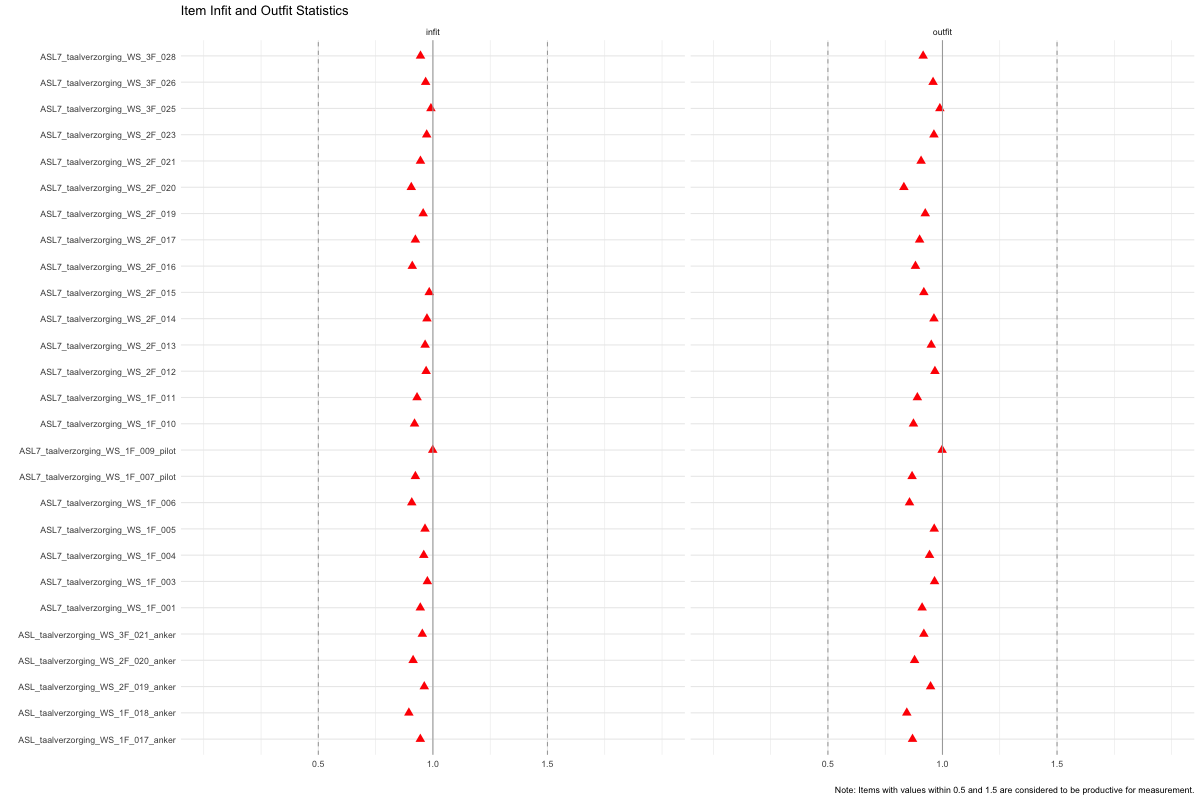 Item Infit and Outfit Statistics
infit
outfit
ASL7_taalverzorging_WS_3F_028
ASL7_taalverzorging_WS_3F_026
ASL7_taalverzorging_WS_3F_025
ASL7_taalverzorging_WS_2F_023
ASL7_taalverzorging_WS_2F_021
ASL7_taalverzorging_WS_2F_020
ASL7_taalverzorging_WS_2F_019
ASL7_taalverzorging_WS_2F_017
ASL7_taalverzorging_WS_2F_016
ASL7_taalverzorging_WS_2F_015
ASL7_taalverzorging_WS_2F_014
ASL7_taalverzorging_WS_2F_013
ASL7_taalverzorging_WS_2F_012
ASL7_taalverzorging_WS_1F_011
ASL7_taalverzorging_WS_1F_010
ASL7_taalverzorging_WS_1F_009_pilot
ASL7_taalverzorging_WS_1F_007_pilot
ASL7_taalverzorging_WS_1F_006
ASL7_taalverzorging_WS_1F_005
ASL7_taalverzorging_WS_1F_004
ASL7_taalverzorging_WS_1F_003
ASL7_taalverzorging_WS_1F_001
ASL_taalverzorging_WS_3F_021_anker
ASL_taalverzorging_WS_2F_020_anker
ASL_taalverzorging_WS_2F_019_anker
ASL_taalverzorging_WS_1F_018_anker
ASL_taalverzorging_WS_1F_017_anker
0.5 1.0 1.5
0.5 1.0 1.5
Note: Items with values within 0.5 and 1.5 are considered to be productive for measurement.